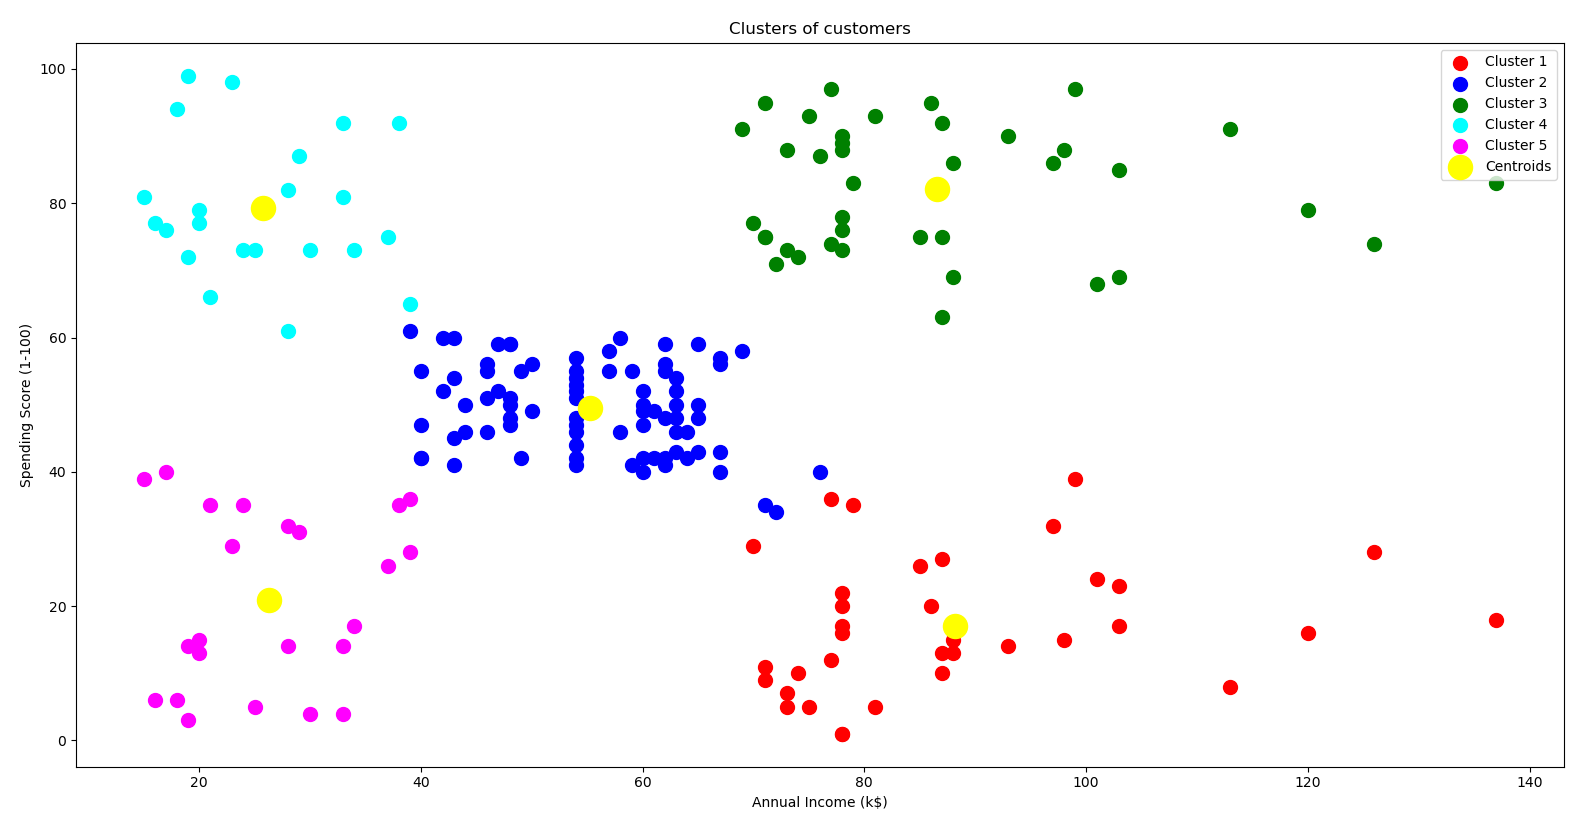 Clusters of customers
100
80
60
40
20
0
Spending Score (1-100)
20 40 60 80 100 120 140
Annual Income (k$)
Cluster 1
Cluster 2
Cluster 3
Cluster 4
Cluster 5
Centroids